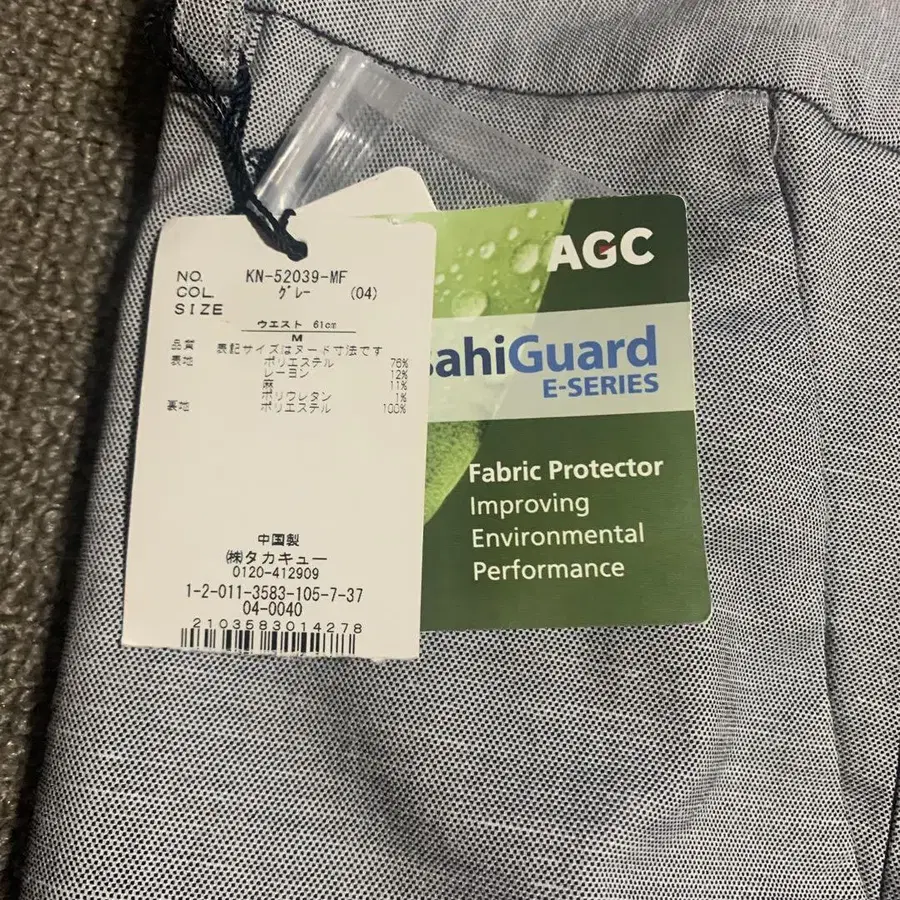 NO. KN-52039-MF
COL. グレー (04)
SIZE
ウエスト 61cm
M
品質 表記サイズはヌード寸法です
表地 ポリエステル 76%
レーヨン 12%
麻 11%
ポリウレタン 1%
裏地 ポリエステル 100%
中国製
㈱タカキュー
0120-412909
1-2-011-3583-105-7-37
04-0040
2103583014278
AGC
ahiGuard
E-SERIES
Fabric Protector
Improving
Environmental
Performance